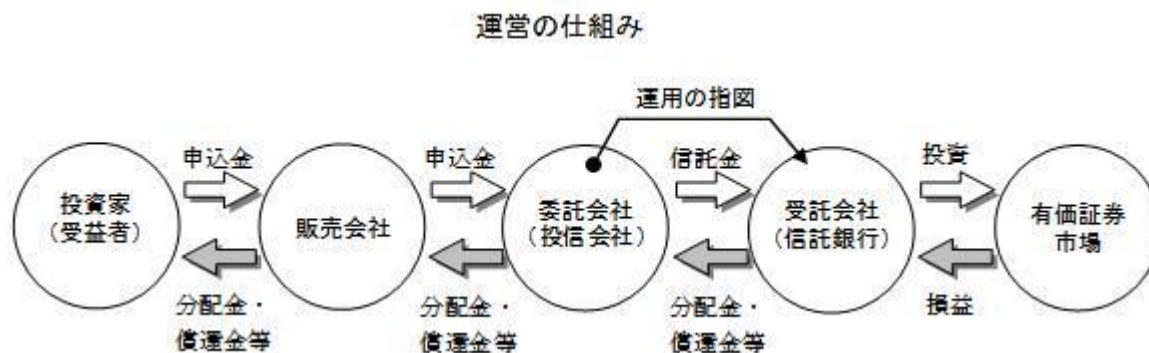 運営の仕組み
運用の指図
申込金
申込金
信託金
投資
投資家
(受益者)
販売会社
委託会社
(投信会社)
受託会社
(信託銀行)
有価証券
市場
分配金・
償還金等
分配金・
償還金等
分配金・
償還金等
損益